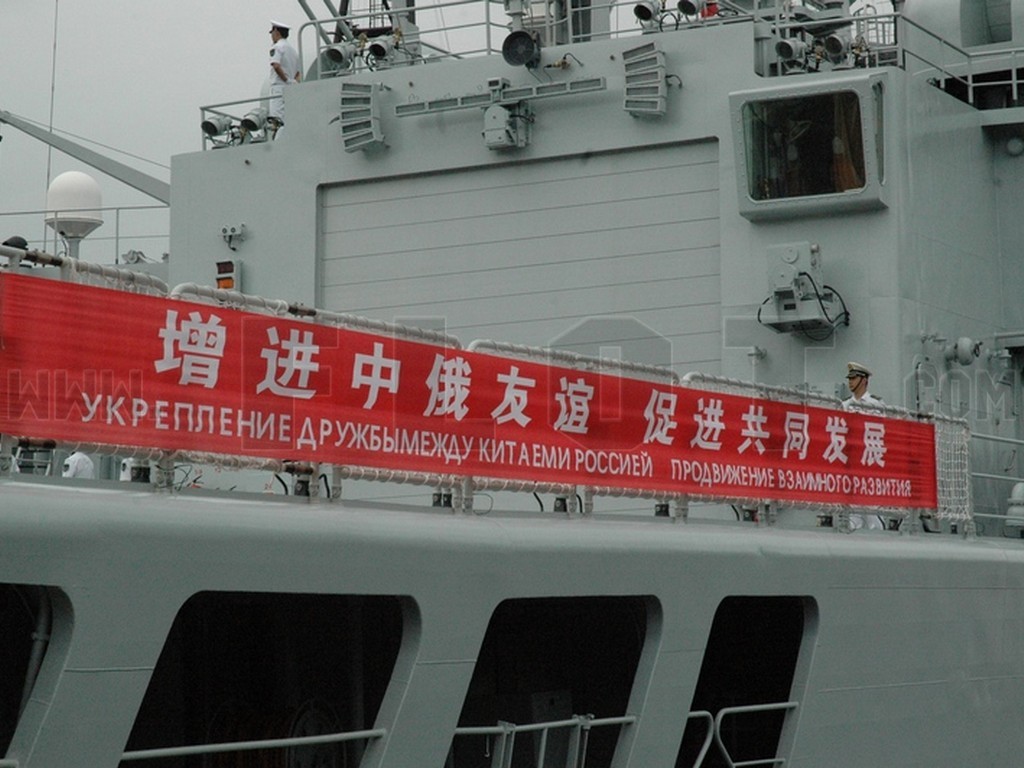 增进中俄友谊 促进共同发展
УКРЕПЛЕНИЕ ДРУЖБЫМЕЖДУ КИТАЕМИ РОССИЕЙ ПРОДВИЖЕНИЕ ВЗАИМНОГО РАЗВИТИЯ